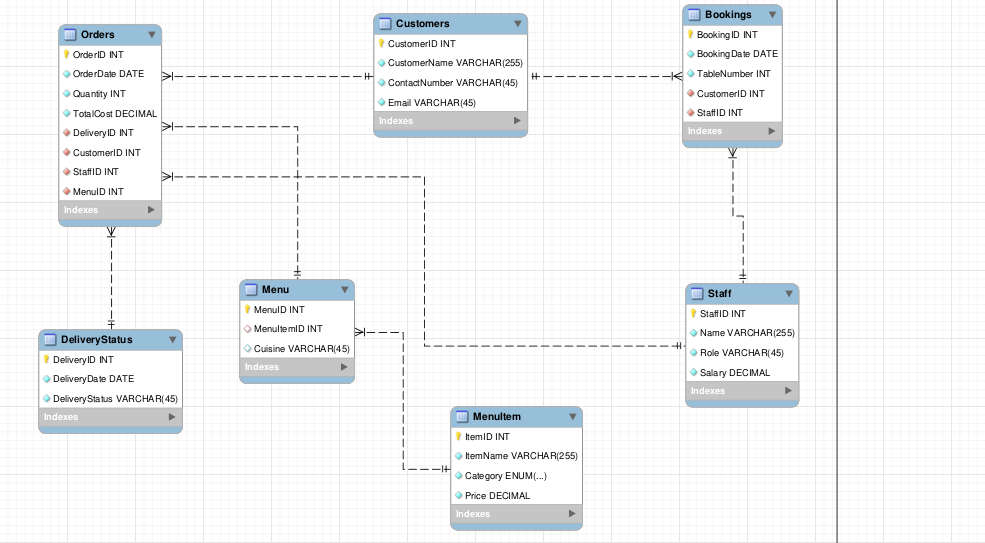 Orders
OrderID INT
OrderDate DATE
Quantity INT
TotalCost DECIMAL
DeliveryID INT
CustomerID INT
StaffID INT
MenuID INT
Indexes
Customers
CustomerID INT
CustomerName VARCHAR(255)
ContactNumber VARCHAR(45)
Email VARCHAR(45)
Indexes
Bookings
BookingID INT
BookingDate DATE
TableNumber INT
CustomerID INT
StaffID INT
Indexes
Menu
MenuID INT
MenuItemID INT
Cuisine VARCHAR(45)
Indexes
Staff
StaffID INT
Name VARCHAR(255)
Role VARCHAR(45)
Salary DECIMAL
Indexes
DeliveryStatus
DeliveryID INT
DeliveryDate DATE
DeliveryStatus VARCHAR(45)
Indexes
MenuItem
ItemID INT
ItemName VARCHAR(255)
Category ENUM(...)
Price DECIMAL
Indexes